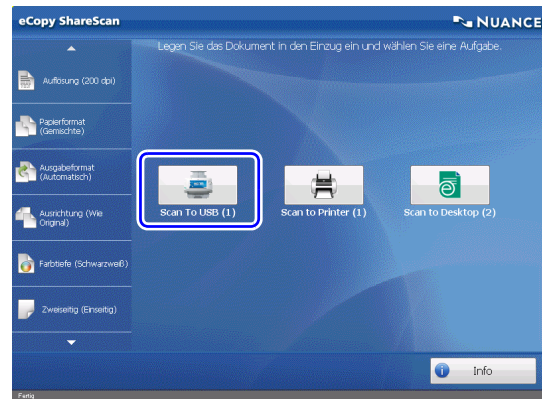 eCopy ShareScan
NUANCE
Legen Sie das Dokument in den Einzug ein und wählen Sie eine Aufgabe.
Auflösung (200 dpi)
Papierformat
(Gemischte)
Ausgabeformat
(Automatisch)
Ausrichtung (Wie
Original)
Farbtiefe (Schwarzweiß)
Zweiseitig (Einseitig)
Scan To USB (1)
Scan to Printer (1)
Scan to Desktop (2)
Info
Fertig